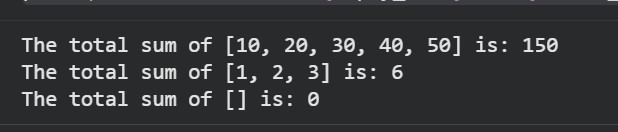 The total sum of [10, 20, 30, 40, 50] is: 150
The total sum of [1, 2, 3] is: 6
The total sum of [] is: 0